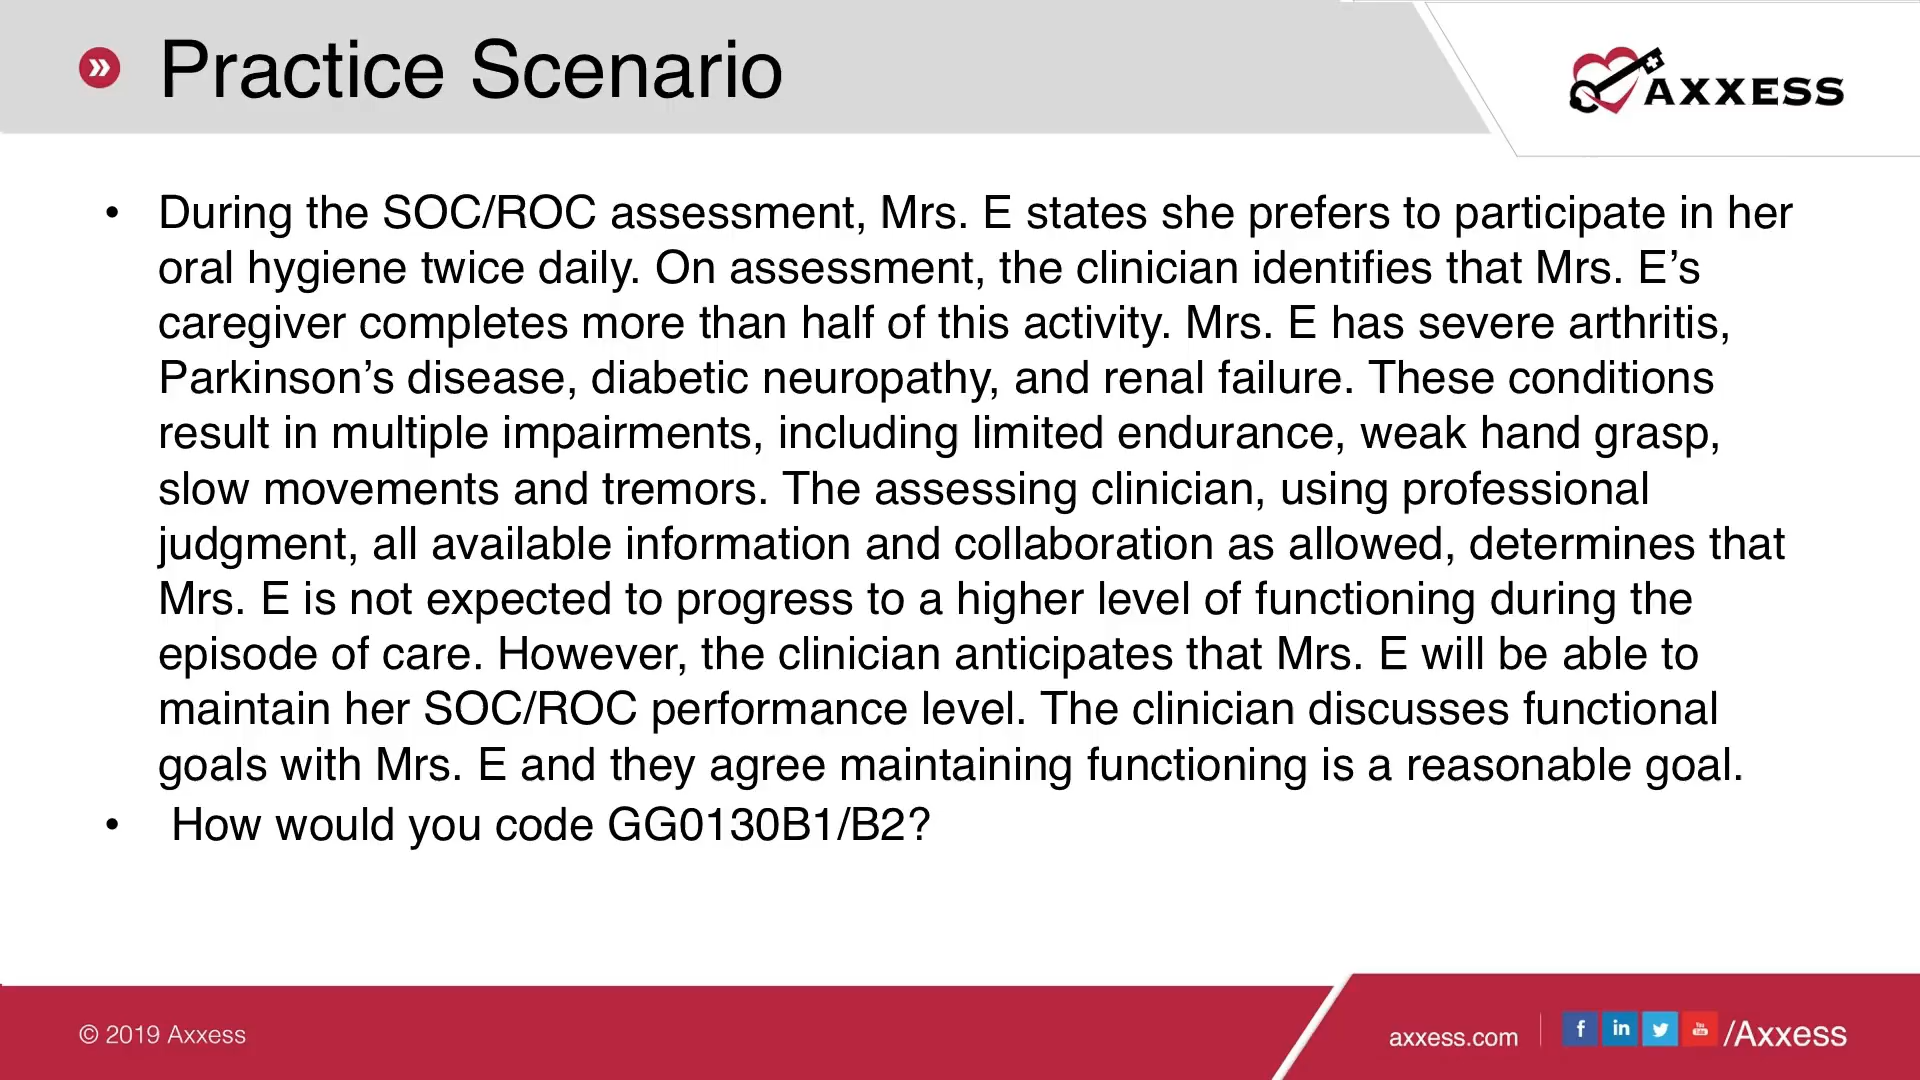 Practice Scenario
AXXESS
• During the SOC/ROC assessment, Mrs. E states she prefers to participate in her
oral hygiene twice daily. On assessment, the clinician identifies that Mrs. E’s
caregiver completes more than half of this activity. Mrs. E has severe arthritis,
Parkinson’s disease, diabetic neuropathy, and renal failure. These conditions
result in multiple impairments, including limited endurance, weak hand grasp,
slow movements and tremors. The assessing clinician, using professional
judgment, all available information and collaboration as allowed, determines that
Mrs. E is not expected to progress to a higher level of functioning during the
episode of care. However, the clinician anticipates that Mrs. E will be able to
maintain her SOC/ROC performance level. The clinician discusses functional
goals with Mrs. E and they agree maintaining functioning is a reasonable goal.
• How would you code GG0130B1/B2?
© 2019 Axxess
axxess.com
f in You Tube /Axxess